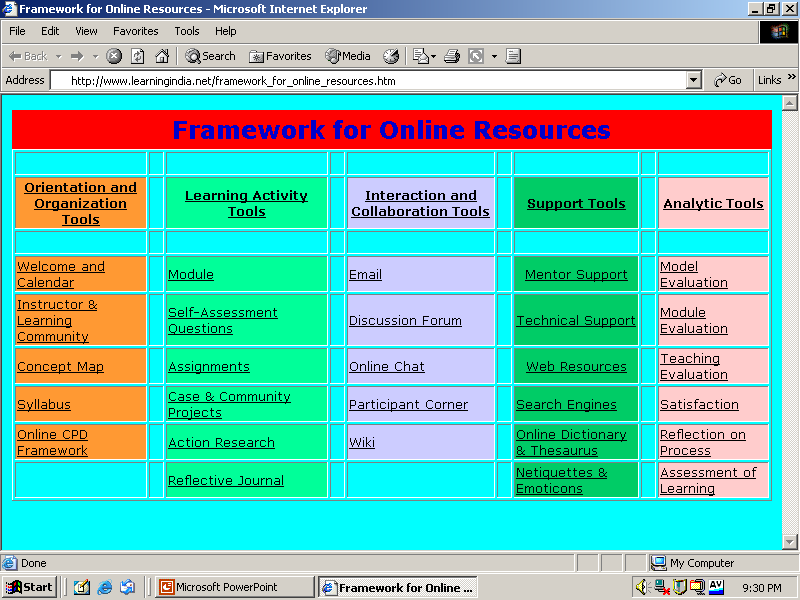 Framework for Online Resources - Microsoft Internet Explorer
File Edit View Favorites Tools Help
Back Search Favorites Media
Address http://www.learningindia.net/framework_for_online_resources.htm Go Links »
Framework for Online Resources
Orientation and
Organization
Tools
Learning Activity
Tools
Interaction and
Collaboration Tools
Support Tools
Analytic Tools
Welcome and
Calendar
Module
Email
Mentor Support
Model
Evaluation
Instructor &
Learning
Community
Self-Assessment
Questions
Discussion Forum
Technical Support
Module
Evaluation
Concept Map
Assignments
Online Chat
Web Resources
Teaching
Evaluation
Syllabus
Case & Community
Projects
Participant Corner
Search Engines
Satisfaction
Online CPD
Framework
Action Research
Wiki
Online Dictionary
& Thesaurus
Reflection on
Process
Reflective Journal
Netiquettes &
Emoticons
Assessment of
Learning
Done My Computer
Start Microsoft PowerPoint Framework for Online ... AV 9:30 PM